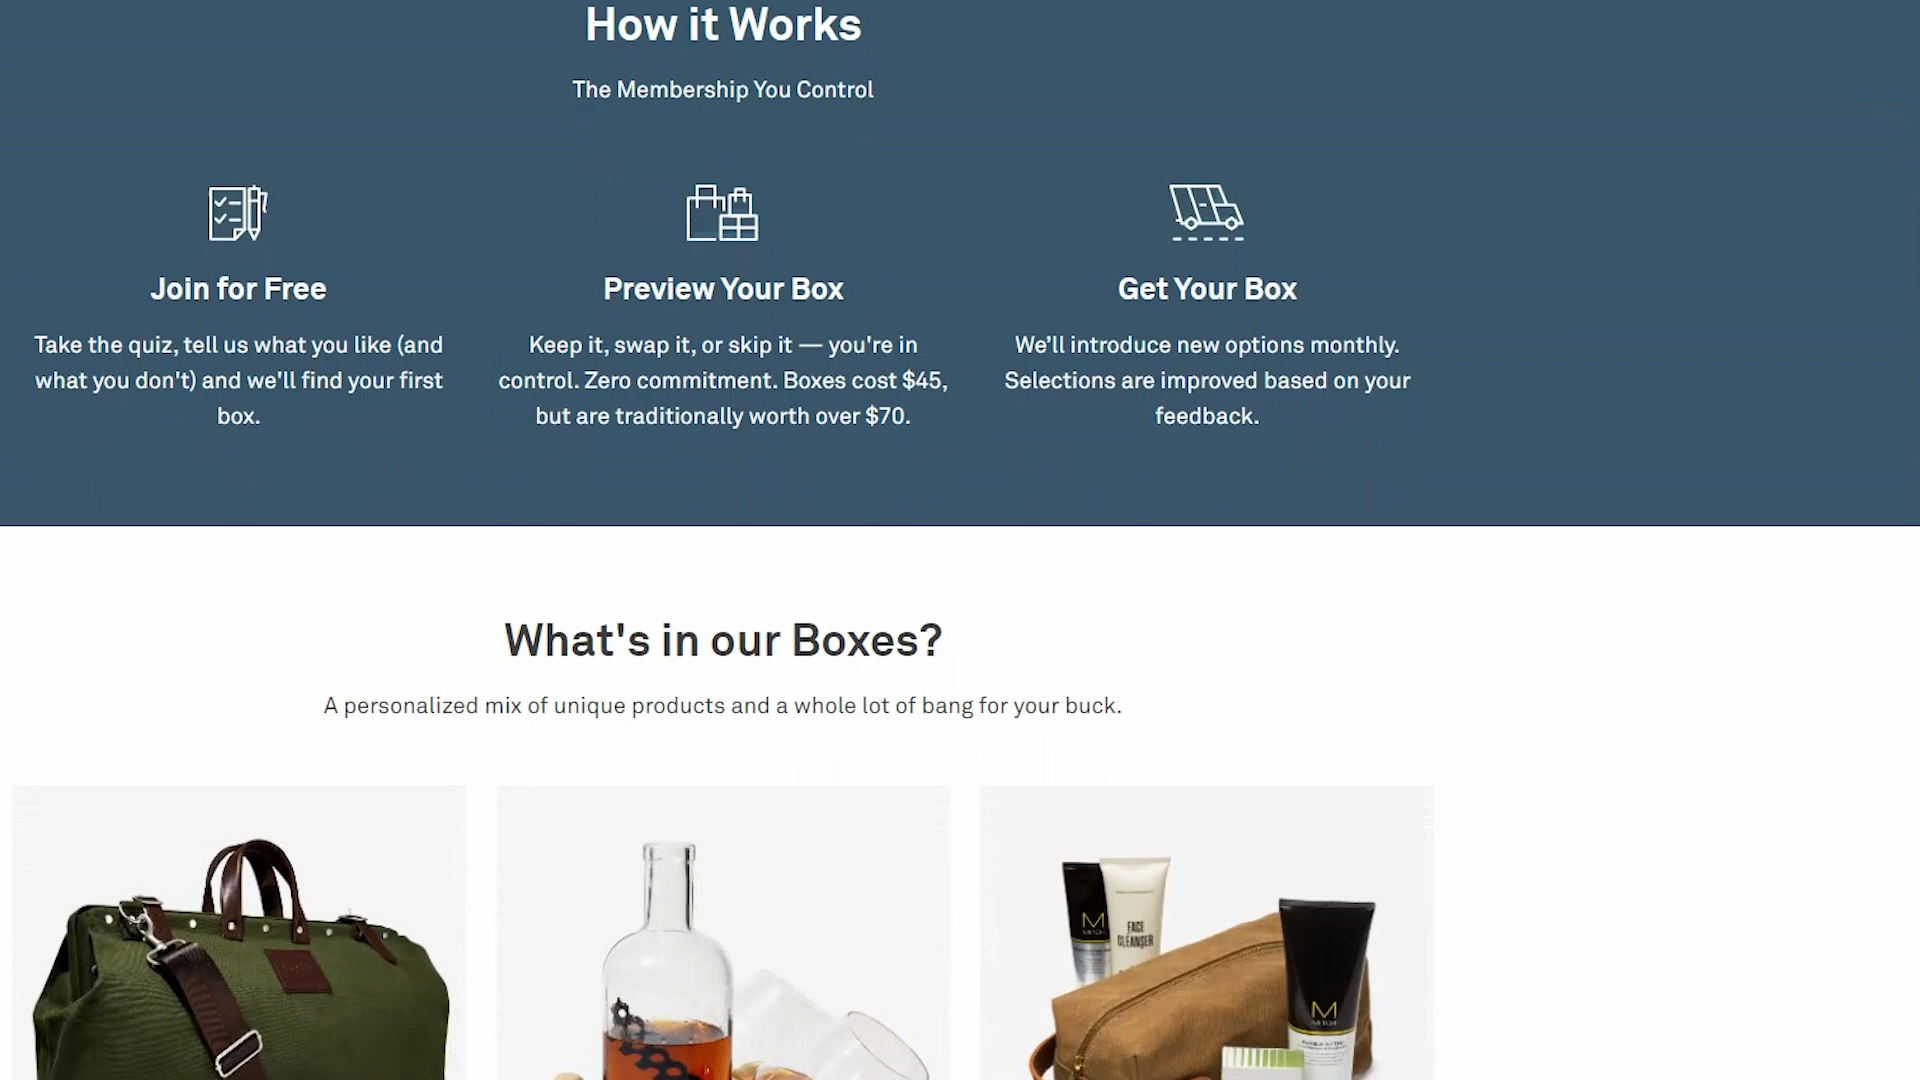 How it Works
The Membership You Control
Join for Free
Take the quiz, tell us what you like (and
what you don't) and we'll find your first
box.
Preview Your Box
Keep it, swap it, or skip it — you're in
control. Zero commitment. Boxes cost $45,
but are traditionally worth over $70.
Get Your Box
We'll introduce new options monthly.
Selections are improved based on your
feedback.
What's in our Boxes?
A personalized mix of unique products and a whole lot of bang for your buck.
M
MITCH
FACE
CLEANSER
M
MITCH